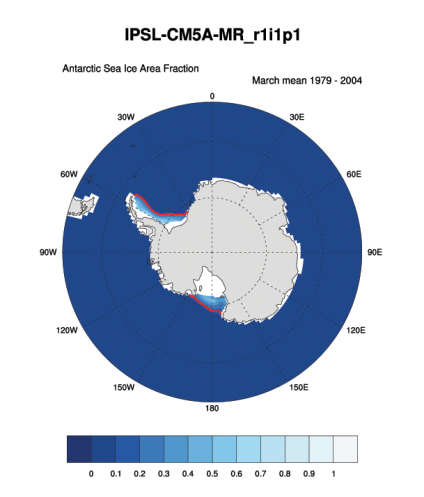 IPSL-CM5A-MR_r1i1p1
Antarctic Sea Ice Area Fraction
March mean 1979 - 2004
0
30W 30E
60W 60E
90W 90E
120W 120E
150W 150E
180
0 0.1 0.2 0.3 0.4 0.5 0.6 0.7 0.8 0.9 1